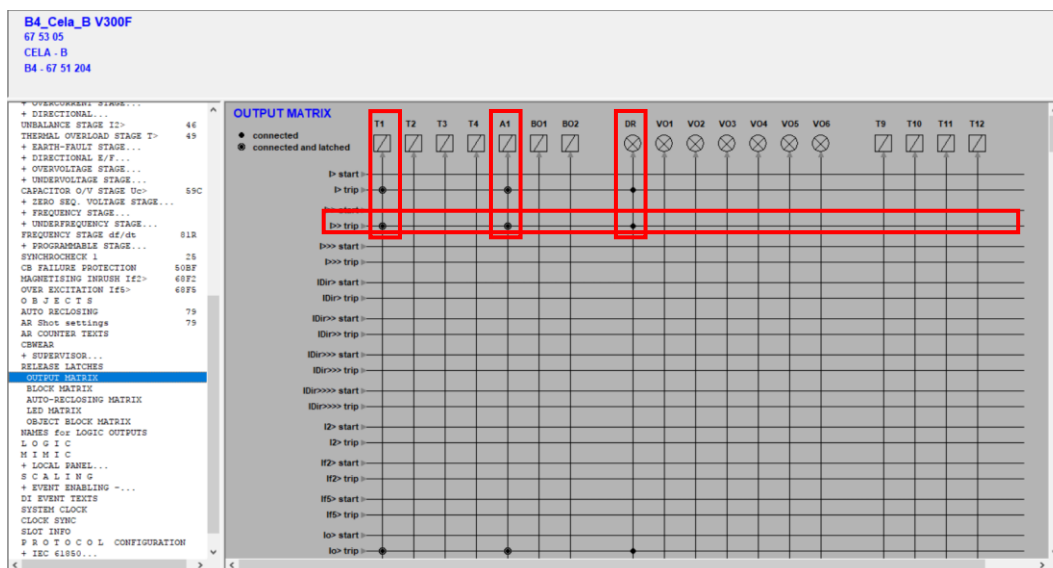 B4_Cela_B V300F
67 53 05
CELA - B
B4 - 67 51 204
+ OVERCURRENT STAGE...
+ DIRECTIONAL...
UNBALANCE STAGE I2> 46
THERMAL OVERLOAD STAGE T> 49
+ EARTH-FAULT STAGE...
+ DIRECTIONAL E/F...
+ OVERVOLTAGE STAGE...
+ UNDERVOLTAGE STAGE...
CAPACITOR O/V STAGE Uc> 59C
+ ZERO SEQ. VOLTAGE STAGE...
+ FREQUENCY STAGE...
+ UNDERFREQUENCY STAGE...
FREQUENCY STAGE df/dt 81R
+ PROGRAMMABLE STAGE...
SYNCHROCHECK 1 25
CB FAILURE PROTECTION 50BF
MAGNETISING INRUSH If2> 68F2
OVER EXCITATION If5> 68F5
O B J E C T S
AUTO RECLOSING 79
AR Shot settings 79
AR COUNTER TEXTS
CBWEAR
+ SUPERVISOR...
RELEASE LATCHES
OUTPUT MATRIX
BLOCK MATRIX
AUTO-RECLOSING MATRIX
LED MATRIX
OBJECT BLOCK MATRIX
NAMES for LOGIC OUTPUTS
L O G I C
M I M I C
+ LOCAL PANEL...
S C A L I N G
+ EVENT ENABLING -...
DI EVENT TEXTS
SYSTEM CLOCK
CLOCK SYNC
SLOT INFO
P R O T O C O L CONFIGURATION
+ IEC 61850...
OUTPUT MATRIX
connected
connected and latched
T1 T2 T3 T4 A1 BO1 BO2 DR VO1 VO2 VO3 VO4 VO5 VO6 T9 T10 T11 T12
I> start
I> trip
I>> start
I>> trip
I>>> start
I>>> trip
IDir> start
IDir> trip
IDir>> start
IDir>> trip
IDir>>> start
IDir>>> trip
IDir>>>> start
IDir>>>> trip
I2> start
I2> trip
If2> start
If2> trip
If5> start
If5> trip
Io> start
Io> trip